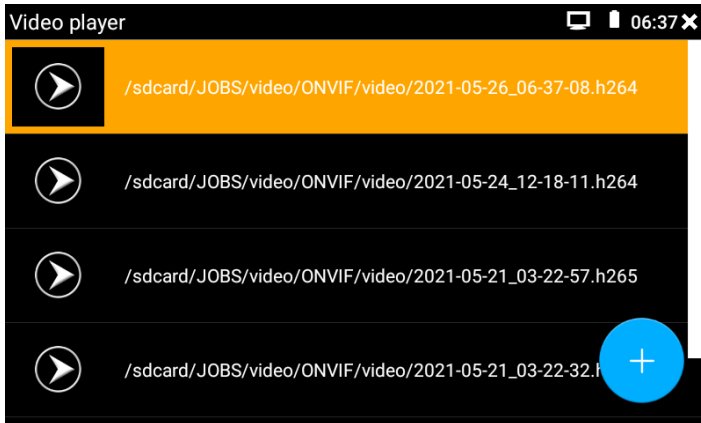 Video player 06:37
/sdcard/JOBS/video/ONVIF/video/2021-05-26_06-37-08.h264
/sdcard/JOBS/video/ONVIF/video/2021-05-24_12-18-11.h264
/sdcard/JOBS/video/ONVIF/video/2021-05-21_03-22-57.h265
/sdcard/JOBS/video/ONVIF/video/2021-05-21_03-22-32.